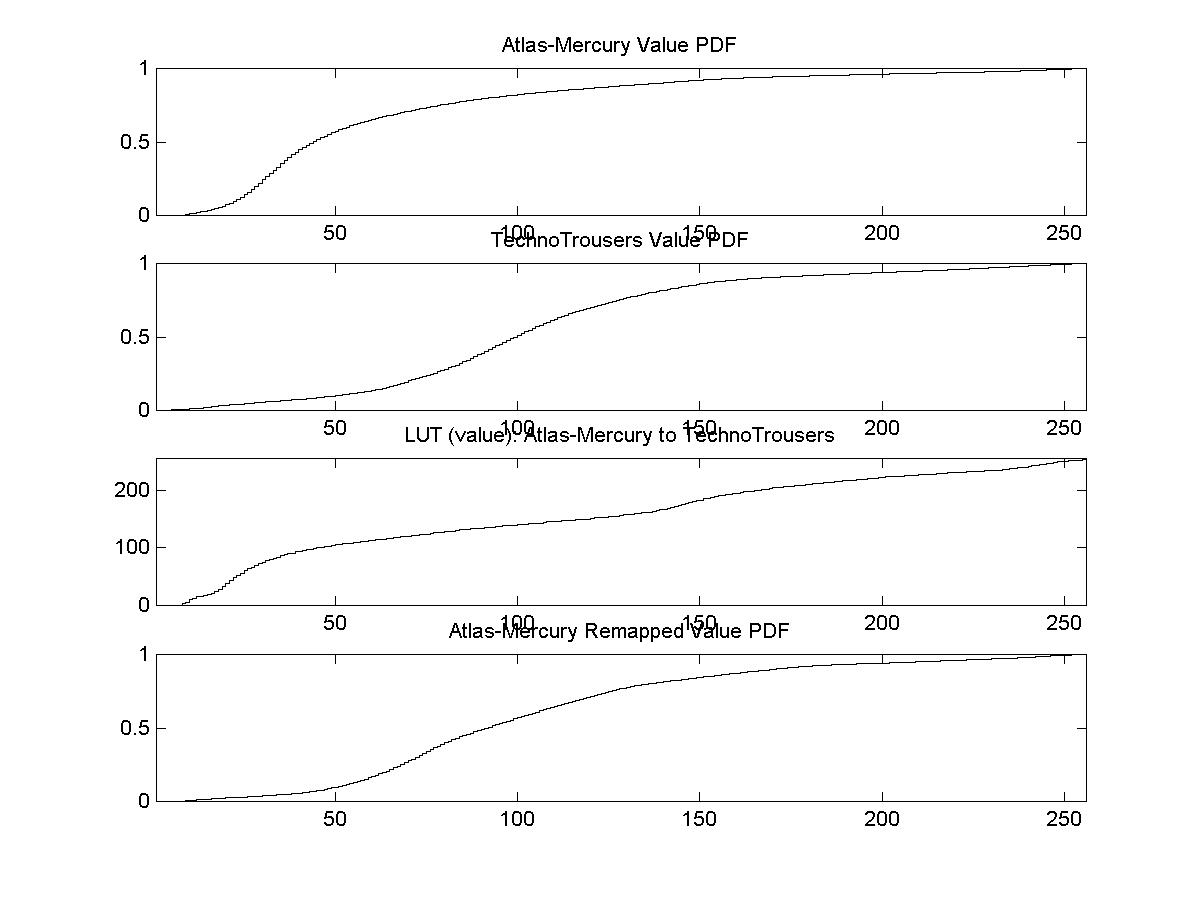 Atlas-Mercury Value PDF
1
0.5
0
50 100 150 200 250
TechnoTrousers Value PDF
1
0.5
0
50 100 150 200 250
LUT (value): Atlas-Mercury to TechnoTrousers
200
100
0
50 100 150 200 250
Atlas-Mercury Remapped Value PDF
1
0.5
0
50 100 150 200 250